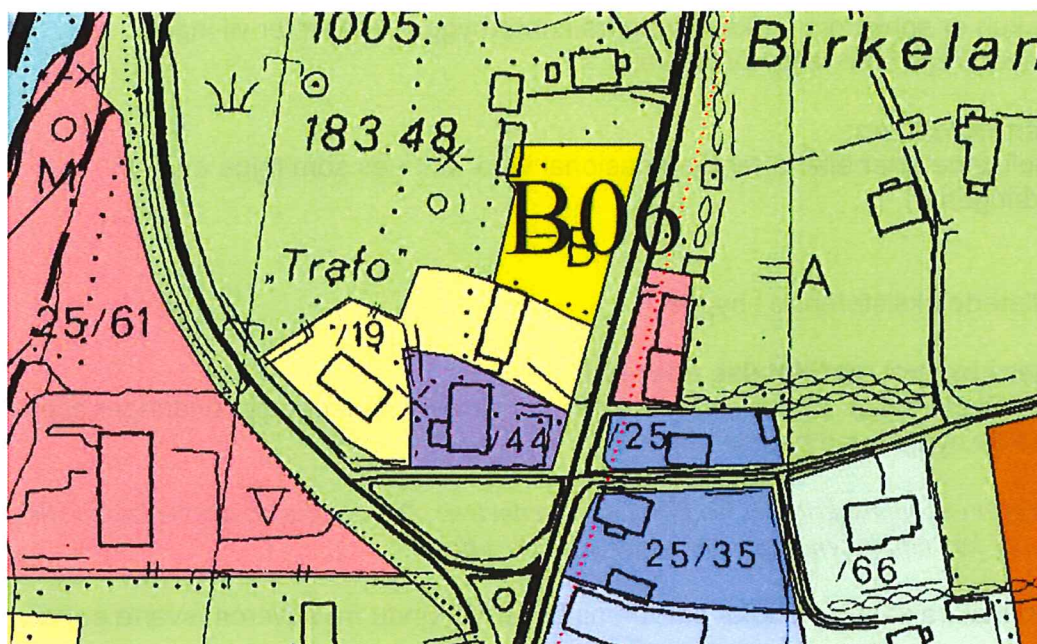 1005
Birkelan
183.48
M
B06
„Trafo"
A
25/61
/19
/44
/25
25/35
/66